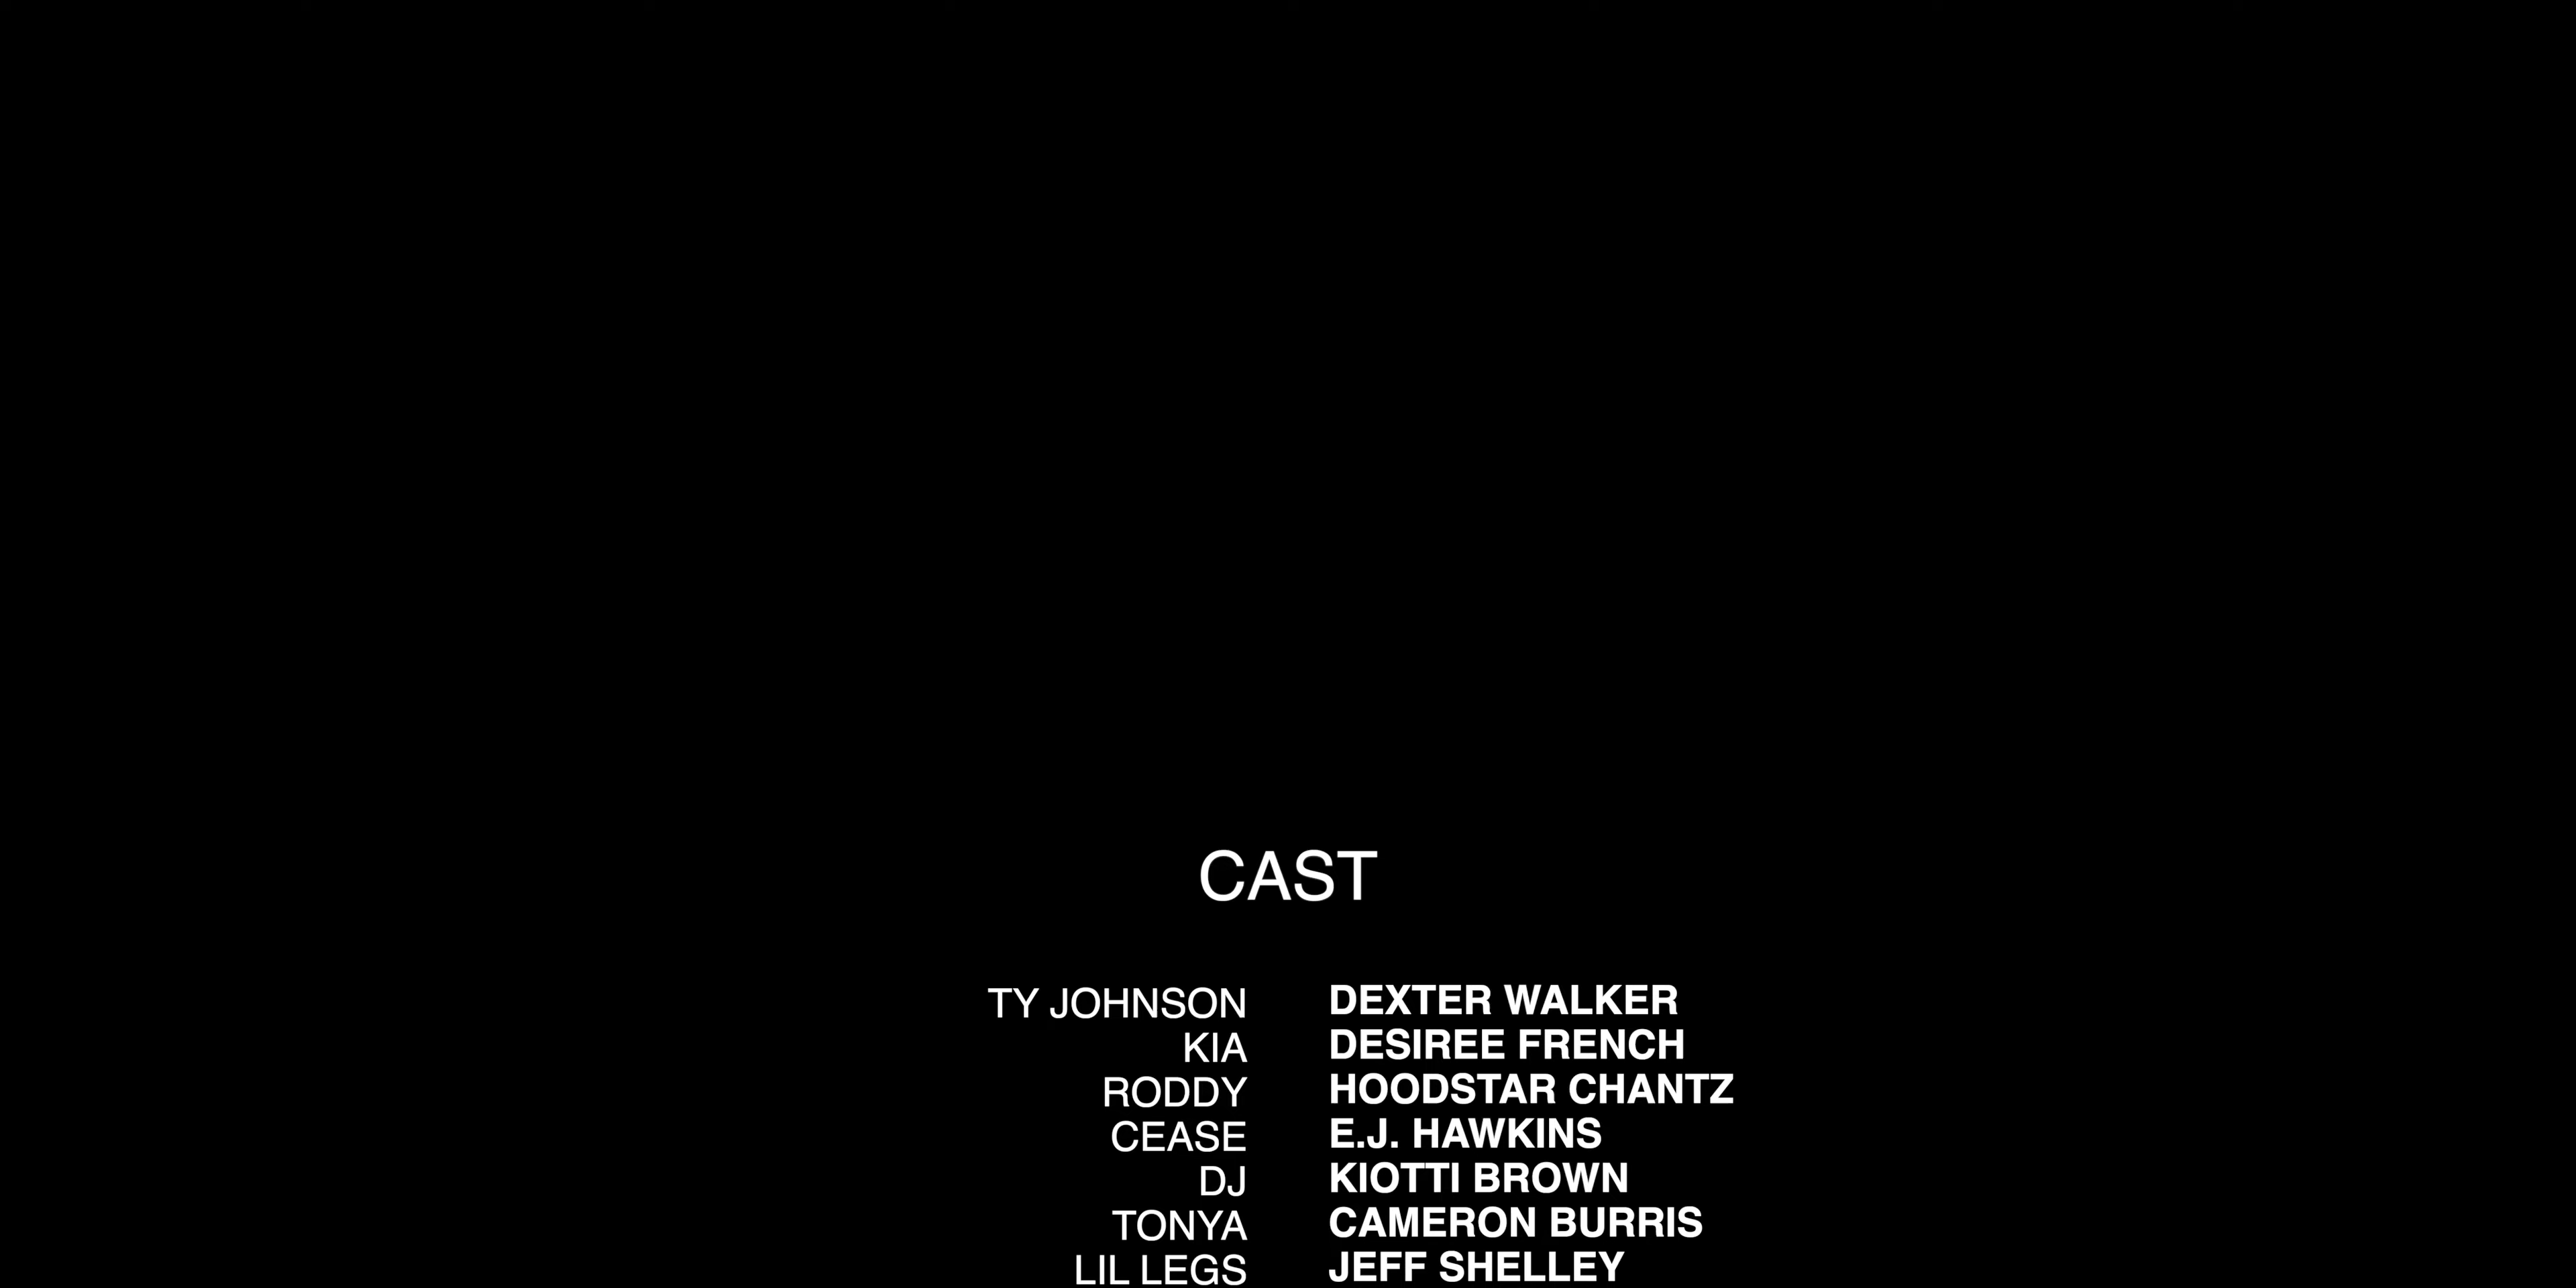 CAST
TY JOHNSON DEXTER WALKER
KIA DESIREE FRENCH
RODDY HOODSTAR CHANTZ
CEASE E.J. HAWKINS
DJ KIOTTI BROWN
TONYA CAMERON BURRIS
LIL LEGS JEFF SHELLEY